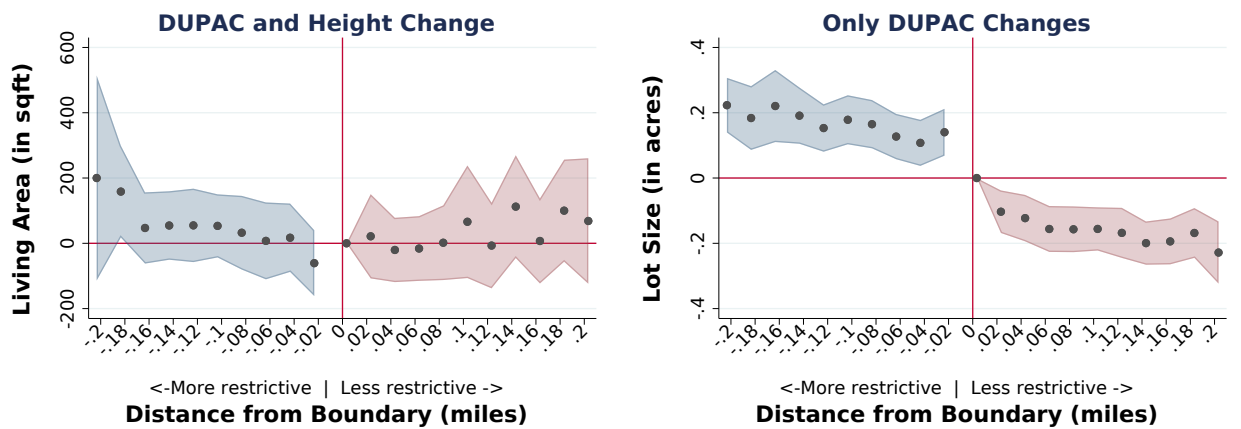 DUPAC and Height Change
Living Area (in sqft)
600
400
200
0
-200
-.2 -.18 -.16 -.14 -.12 -.1 -.08 -.06 -.04 -.02 0 .02 .04 .06 .08 .1 .12 .14 .16 .18 .2
<-More restrictive | Less restrictive ->
Distance from Boundary (miles)
Only DUPAC Changes
Lot Size (in acres)
.4
.2
0
-.2
-.4
-.2 -.18 -.16 -.14 -.12 -.1 -.08 -.06 -.04 -.02 0 .02 .04 .06 .08 .1 .12 .14 .16 .18 .2
<-More restrictive | Less restrictive ->
Distance from Boundary (miles)